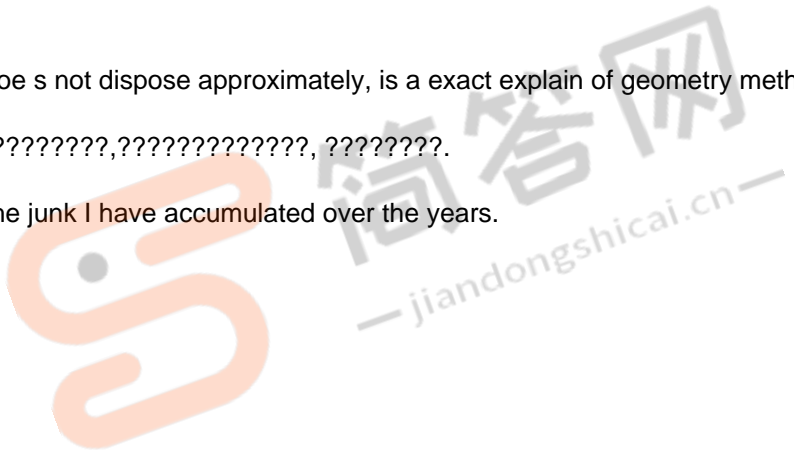 oe s not dispose approximately, is a exact explain of geometry meth
????????,?????????????, ????????.
ne junk I have accumulated over the years.
简答网
jiandongshicai.cn